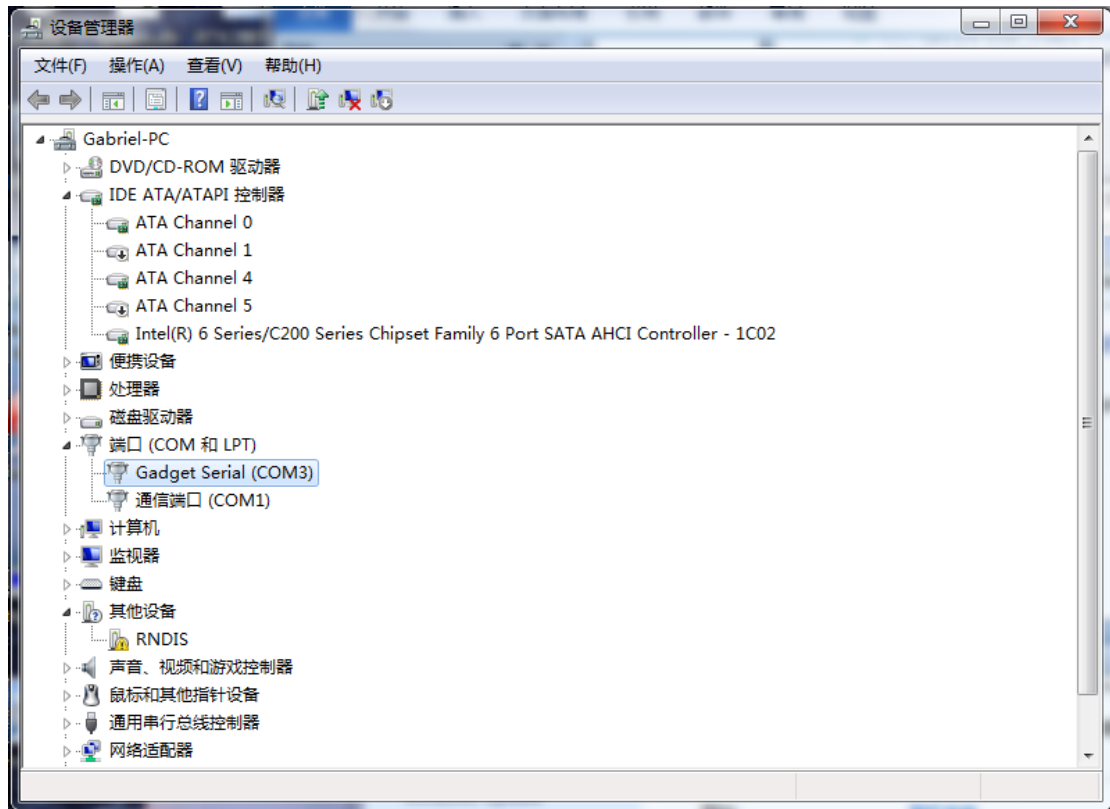 设备管理器
文件(F) 操作(A) 查看(V) 帮助(H)
Gabriel-PC
DVD/CD-ROM 驱动器
IDE ATA/ATAPI 控制器
ATA Channel 0
ATA Channel 1
ATA Channel 4
ATA Channel 5
Intel(R) 6 Series/C200 Series Chipset Family 6 Port SATA AHCI Controller - 1C02
便携设备
处理器
磁盘驱动器
端口 (COM 和 LPT)
Gadget Serial (COM3)
通信端口 (COM1)
计算机
监视器
键盘
其他设备
RNDIS
声音、视频和游戏控制器
鼠标和其他指针设备
通用串行总线控制器
网络适配器